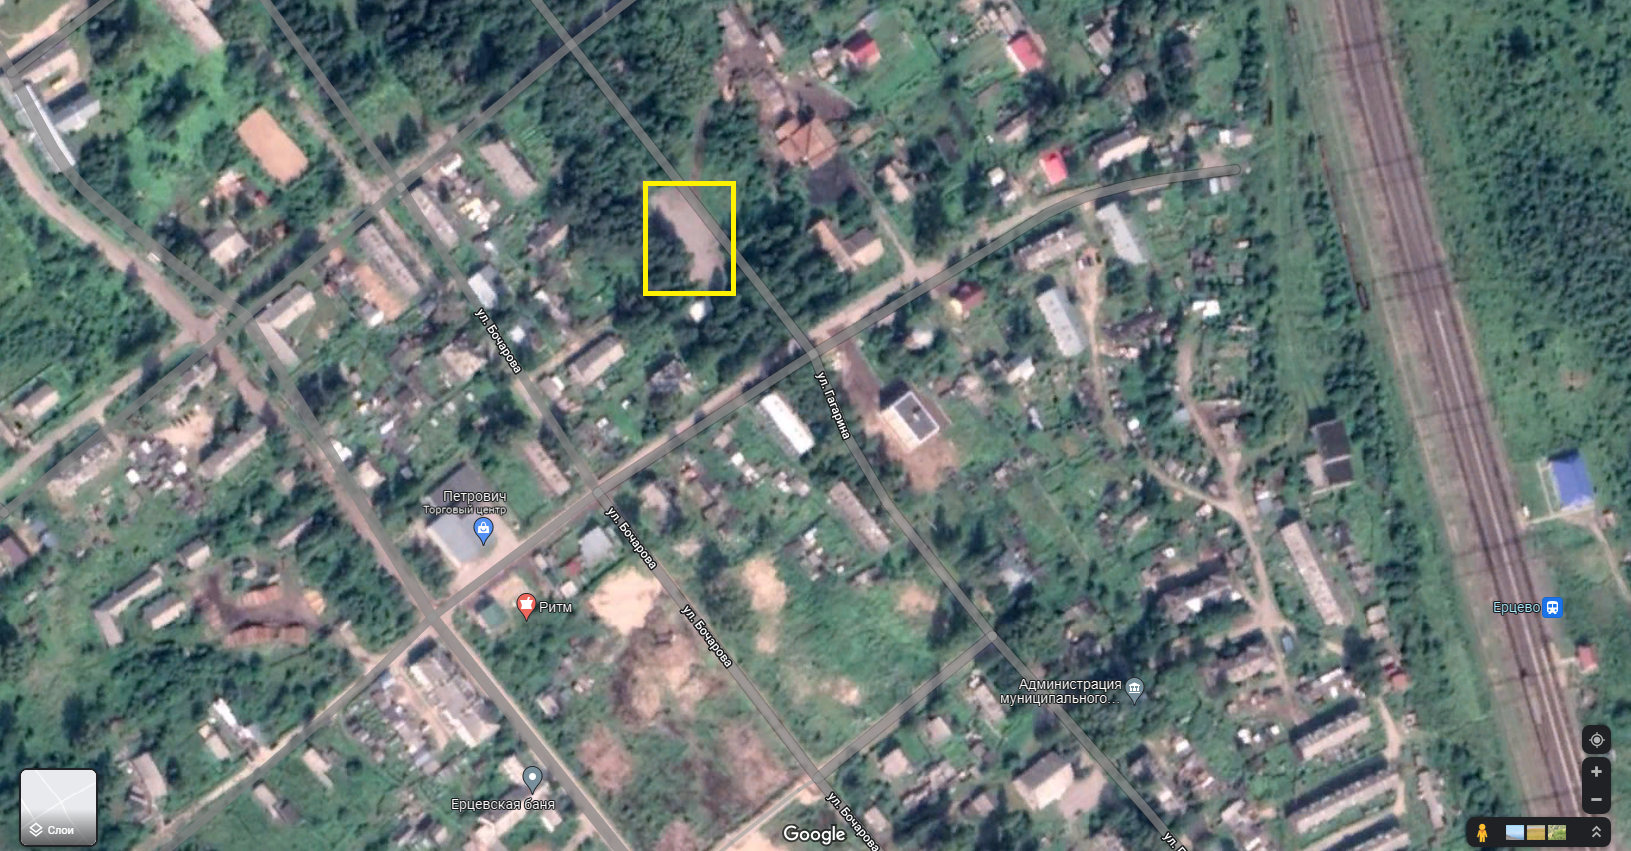 ул. Бочарова
ул. Гагарина
Петрович
Торговый центр
ул. Бочарова
Ритм
Ерцево
ул. Бочарова
Администрация
муниципального...
Ерцевская баня
ул. Бочарова
Слои
Google